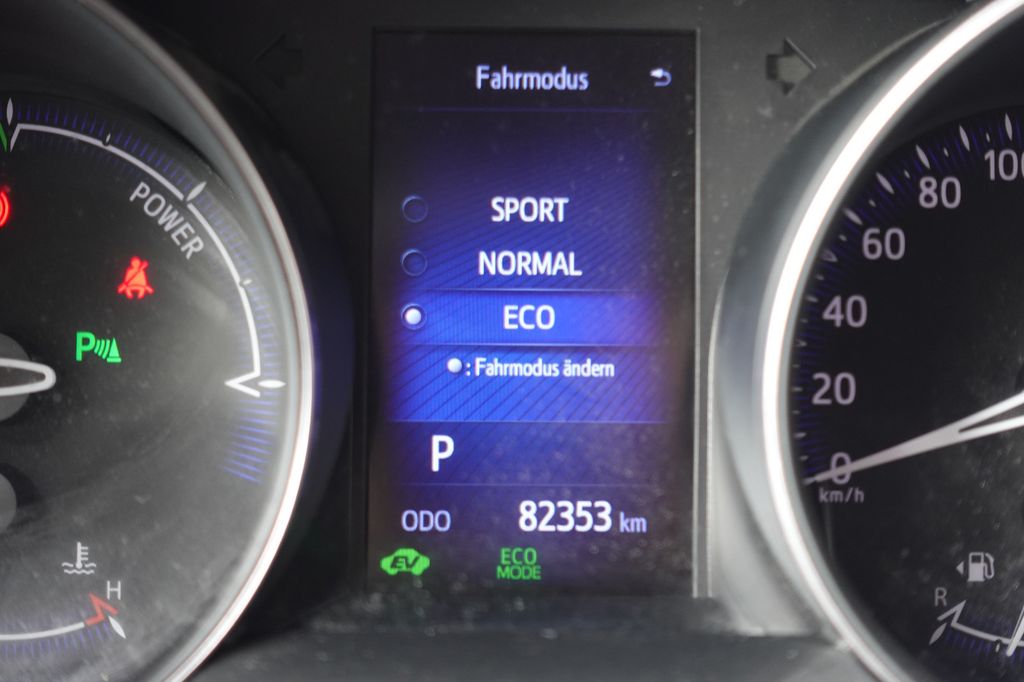 Fahrmodus
SPORT
NORMAL
ECO
: Fahrmodus ändern
P
ODO 82353 km
EV
ECO
MODE
POWER
P
H
100
80
60
40
20
0
km/h
R